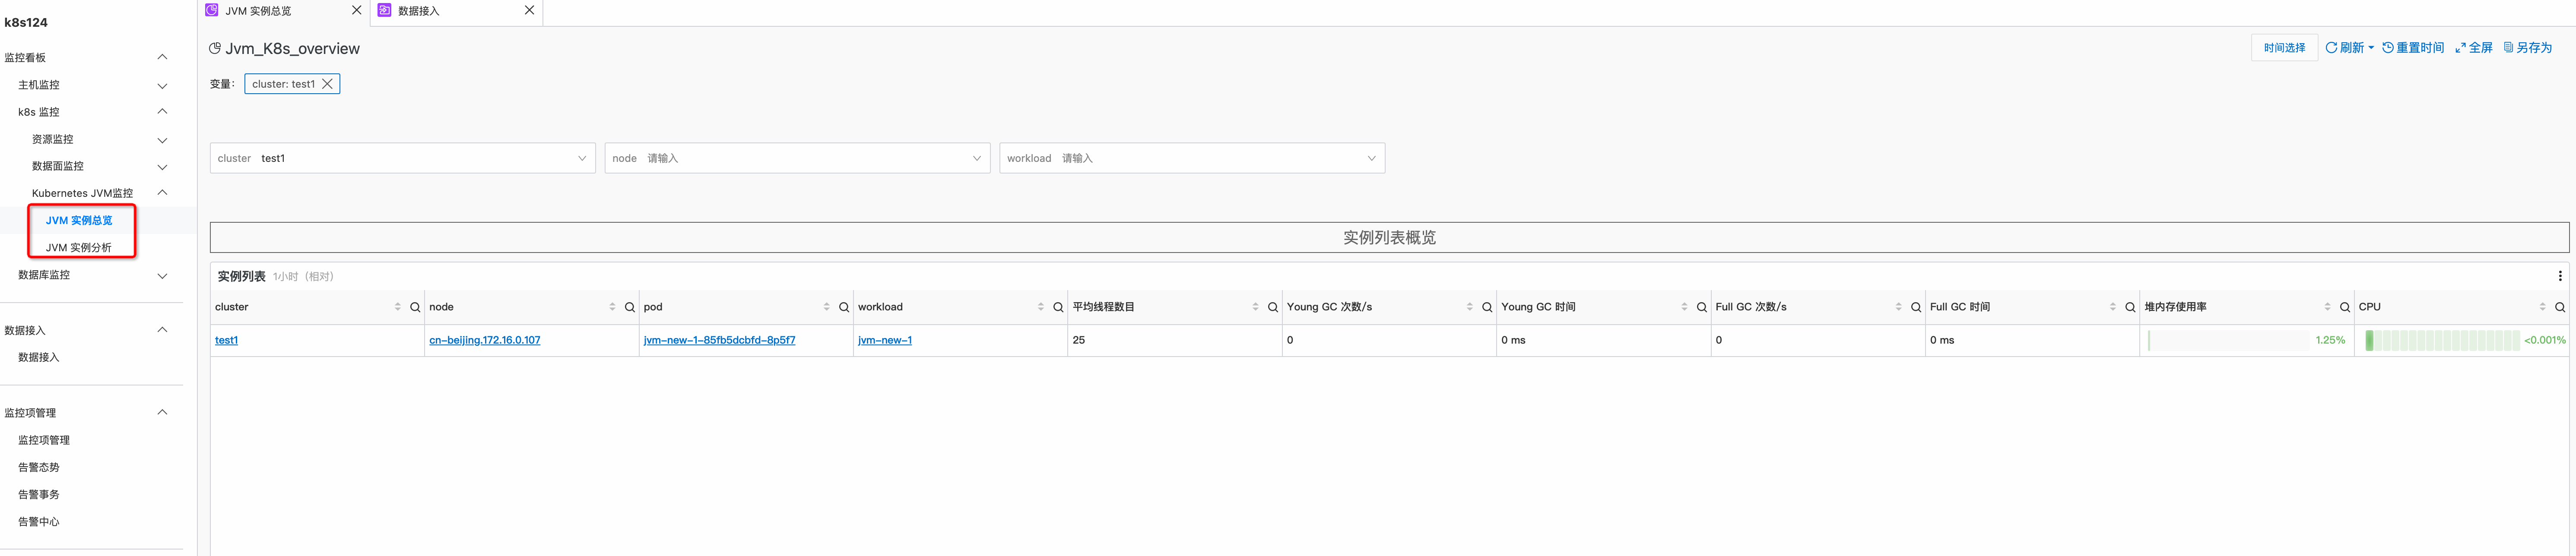 k8s124
监控看板
主机监控
k8s 监控
资源监控
数据面监控
Kubernetes JVM监控
JVM 实例总览
JVM 实例分析
数据库监控
数据接入
数据接入
监控项管理
监控项管理
告警态势
告警事务
告警中心
JVM 实例总览 数据接入
Jvm_K8s_overview
时间选择 刷新 重置时间 全屏 另存为
变量： cluster: test1
cluster test1 node 请输入 workload 请输入
实例列表概览
实例列表 1小时（相对）
cluster node pod workload 平均线程数目 Young GC 次数/s Young GC 时间 Full GC 次数/s Full GC 时间 堆内存使用率 CPU
test1 cn-beijing.172.16.0.107 jvm-new-1-85fb5dcbfd-8p5f7 jvm-new-1 25 0 0 ms 0 0 ms 1.25% <0.001%